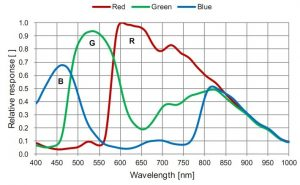 Red Green Blue
Relative response [ ]
1.0
0.9
0.8
0.7
0.6
0.5
0.4
0.3
0.2
0.1
0.0
B
G
R
400 450 500 550 600 650 700 750 800 850 900 950 1000
Wavelength [nm]